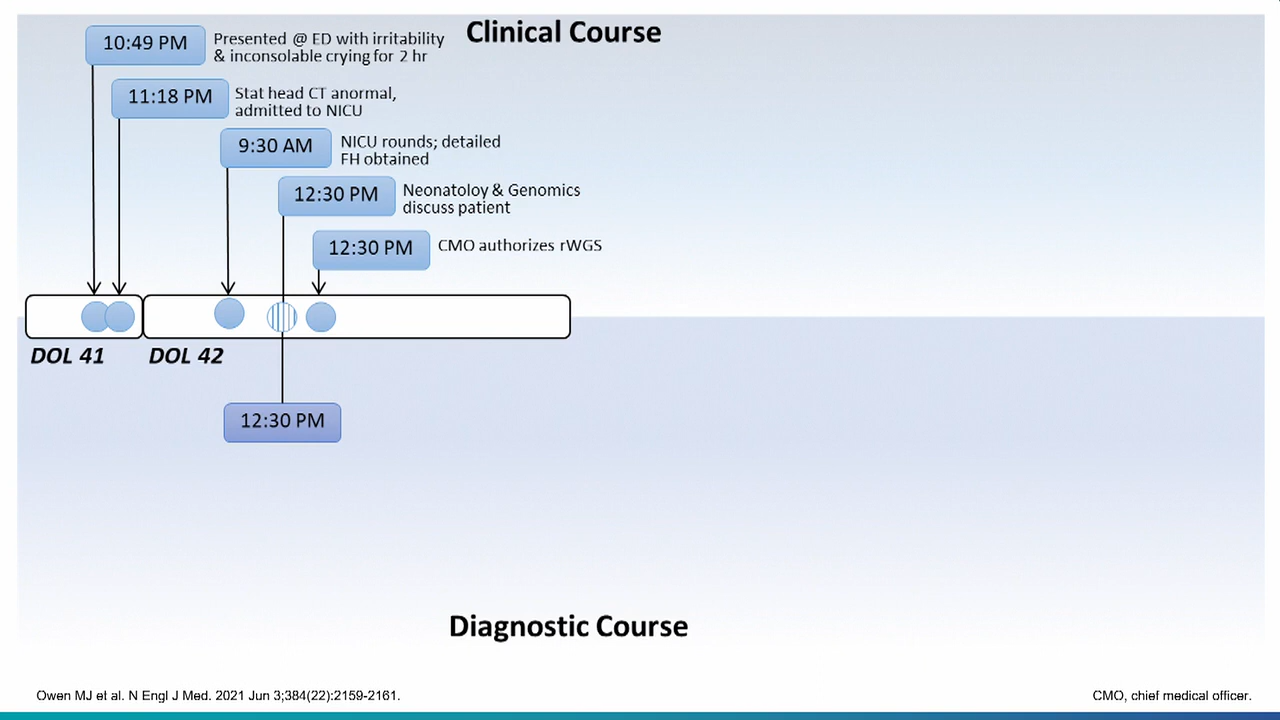 Clinical Course
10:49 PM
Presented @ ED with irritability
& inconsolable crying for 2 hr
11:18 PM
Stat head CT anormal,
admitted to NICU
9:30 AM
NICU rounds; detailed
FH obtained
12:30 PM
Neonatoloy & Genomics
discuss patient
12:30 PM
CMO authorizes rWGS
DOL 41
DOL 42
12:30 PM
Diagnostic Course
Owen MJ et al. N Engl J Med. 2021 Jun 3;384(22):2159-2161.
CMO, chief medical officer.